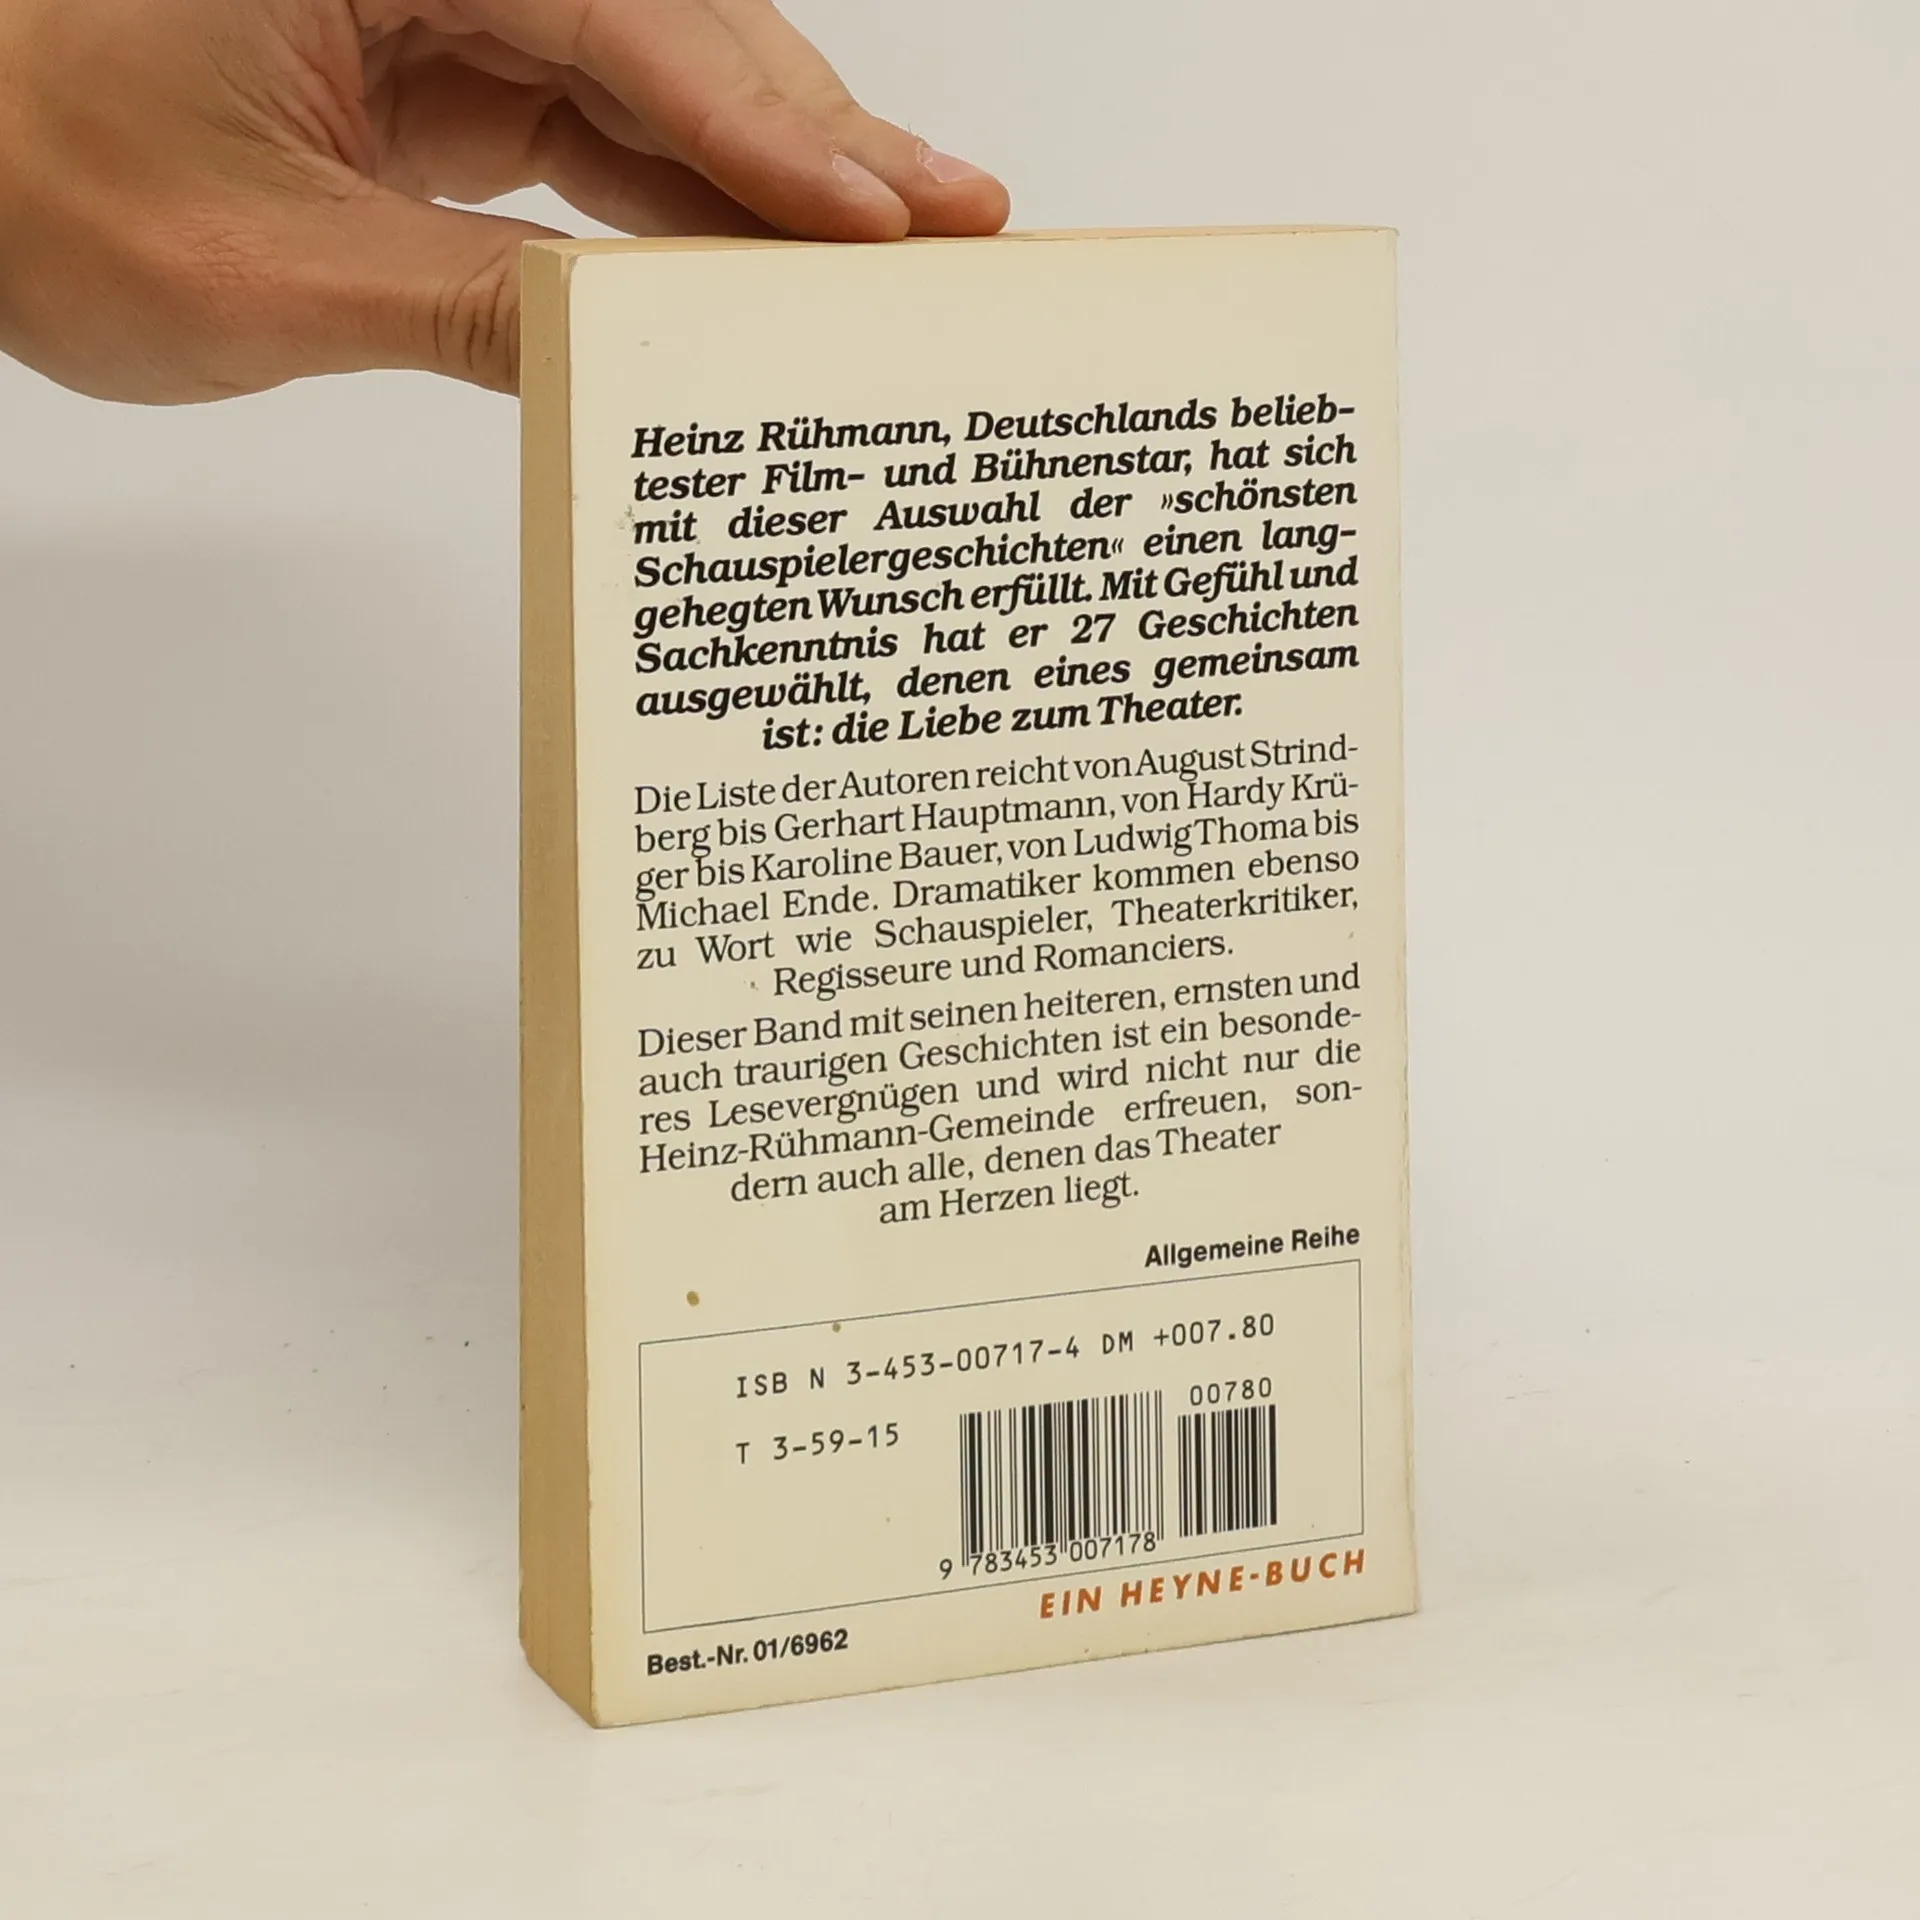 Heinz Rühmann, Deutschlands belieb-
tester Film- und Bühnenstar, hat sich
mit dieser Auswahl der »schönsten
Schauspielergeschichten« einen lang-
gehegten Wunsch erfüllt. Mit Gefühl und
Sachkenntnis hat er 27 Geschichten
ausgewählt, denen eines gemeinsam
ist: die Liebe zum Theater.
Die Liste der Autoren reicht von August Strind-
berg bis Gerhart Hauptmann, von Hardy Krü-
ger bis Karoline Bauer, von Ludwig Thoma bis
Michael Ende. Dramatiker kommen ebenso
zu Wort wie Schauspieler, Theaterkritiker,
Regisseure und Romanciers.
Dieser Band mit seinen heiteren, ernsten und
auch traurigen Geschichten ist ein besonde-
res Lesevergnügen und wird nicht nur die
Heinz-Rühmann-Gemeinde erfreuen, son-
dern auch alle, denen das Theater
am Herzen liegt.
Allgemeine Reihe
ISB N 3-453-00717-4 DM +007.80
00780
T 3-59-15
9 783453 007178
EIN HEYNE-BUCH
Best.-Nr. 01/6962